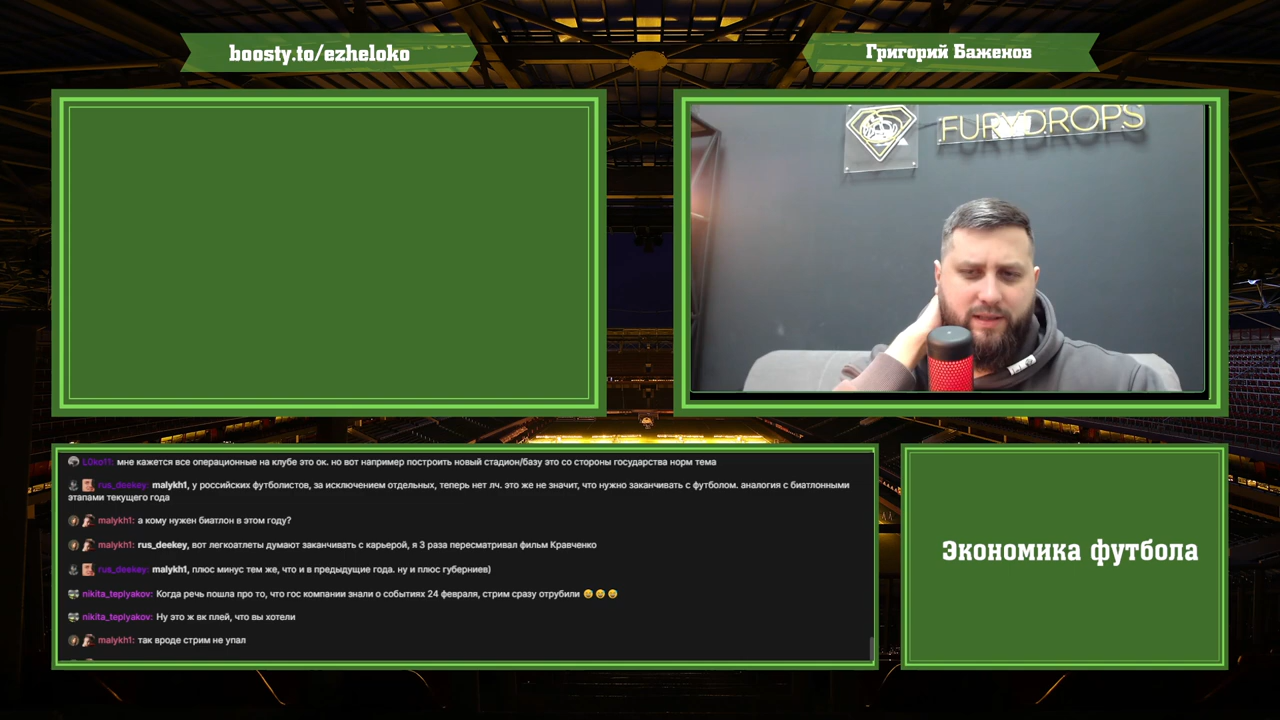 boosty.to/ezheloko
Григорий Баженов
FURYDROPS
L0ko11: мне кажется все операционные на клубе это ок. но вот например построить новый стадион/базу это со стороны государства норм тема
rus_deekey: malykh1, у российских футболистов, за исключением отдельных, теперь нет лч. это же не значит, что нужно заканчивать с футболом. аналогия с биатлонными
этапами текущего года
malykh1: а кому нужен биатлон в этом году?
malykh1: rus_deekey, вот легкоатлеты думают заканчивать с карьерой, я 3 раза пересматривал фильм Кравченко
rus_deekey: malykh1, плюс минус тем же, что и в предыдущие года. ну и плюс губерниев)
nikita_teplyakov: Когда речь пошла про то, что гос компании знали о событиях 24 февраля, стрим сразу отрубили 😅😅😅
nikita_teplyakov: Ну это ж вк плей, что вы хотели
malykh1: так вроде стрим не упал
Экономика футбола